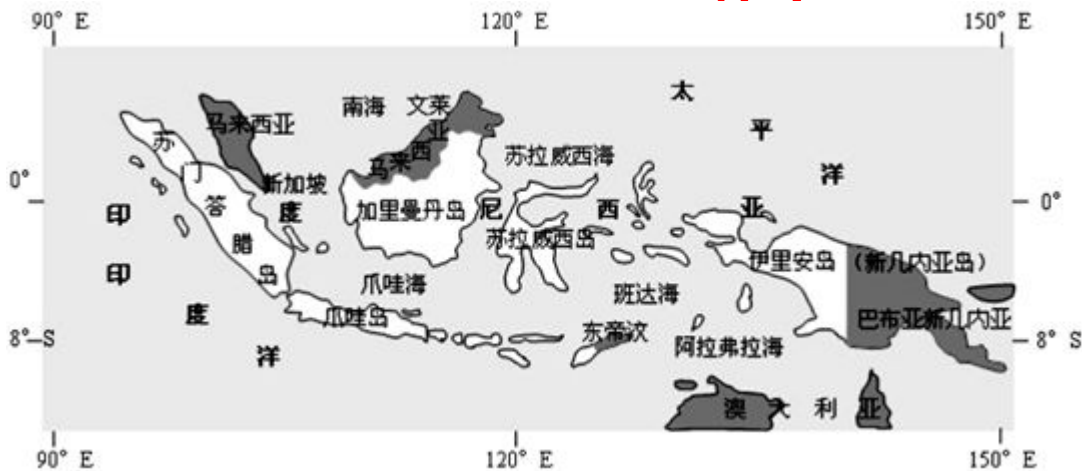 90° E 120° E 150° E
太
平
洋
南海 文莱
马来西亚
马来西亚
苏门答腊岛
苏拉威西海
0° 0°
新加坡
印度尼西亚
加里曼丹岛
苏拉威西岛
伊里安岛（新几内亚岛）
印度洋
爪哇海
班达海
爪哇岛
巴布亚新几内亚
东帝汶
8° S 8° S
阿拉弗拉海
澳大利亚
90° E 120° E 150° E